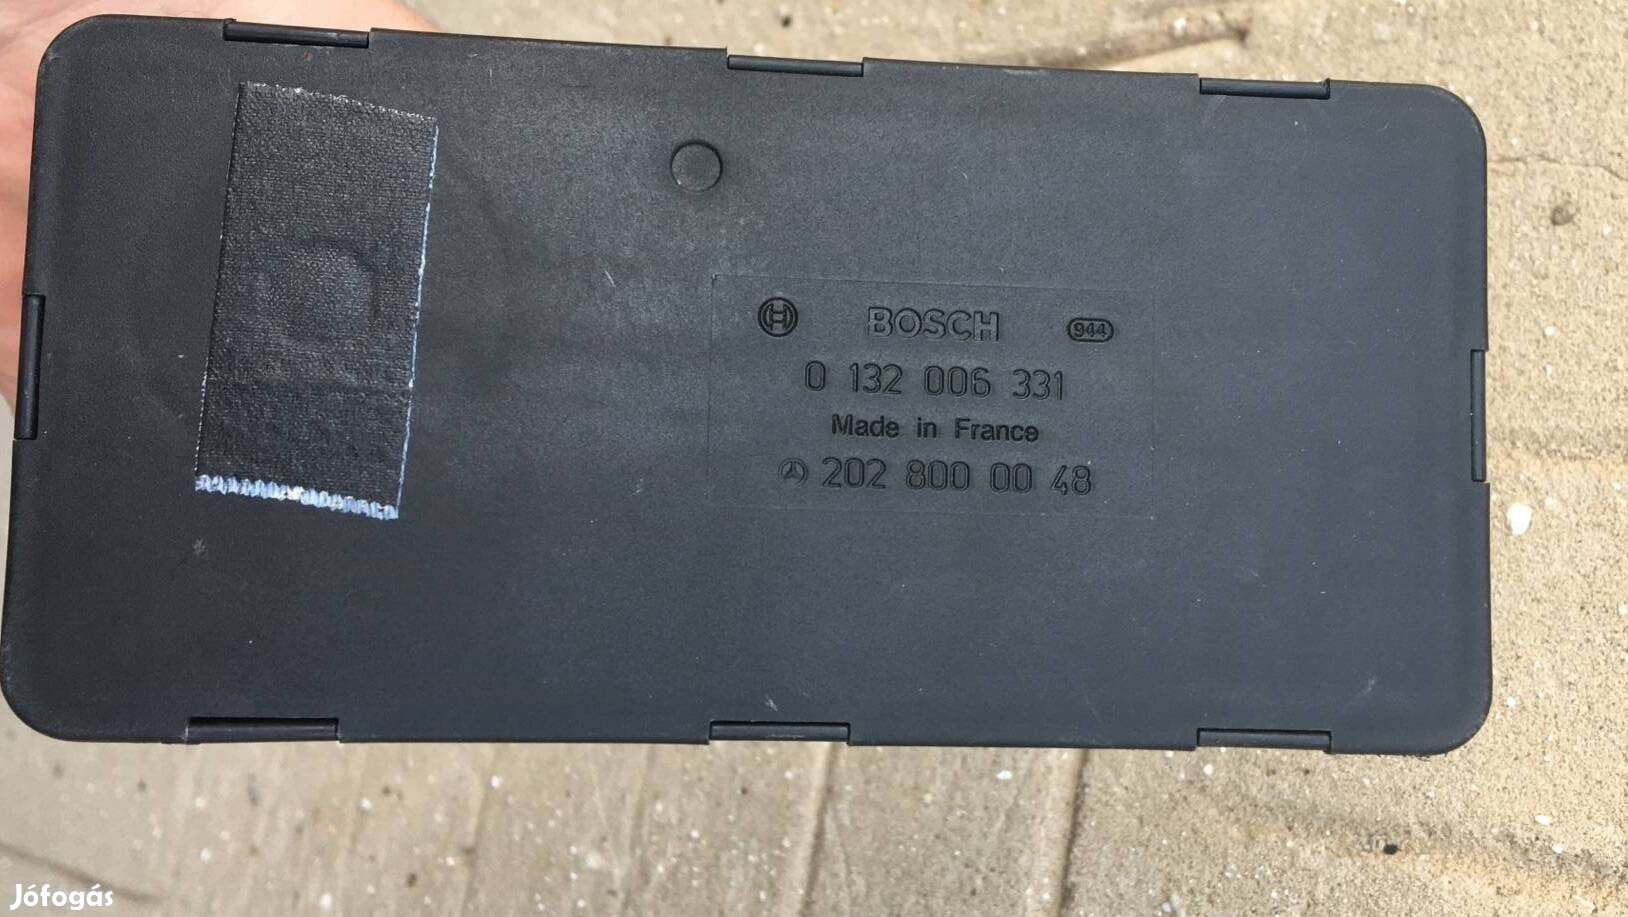 BOSCH 944
0 132 006 331
Made in France
202 800 00 48
Jófogás